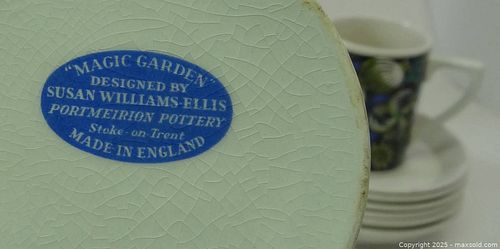 "MAGIC GARDEN"
DESIGNED BY
SUSAN WILLIAMS-ELLIS
PORTMEIRION POTTERY
Stoke-on-Trent
MADE IN ENGLAND
Copyright 2025 - maxsold.com